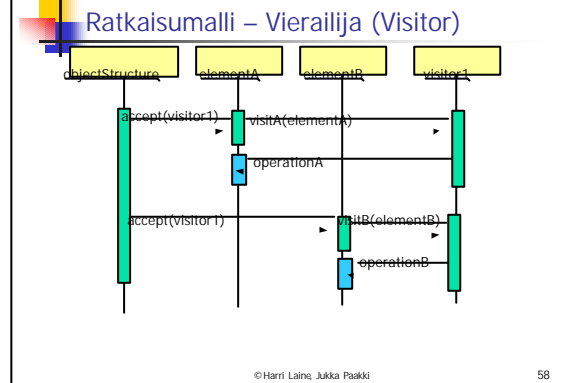 Ratkaisumalli – Vierailija (Visitor)
objectStructure elementA elementB visitor1
accept(visitor1) visitA(elementA)
operationA
accept(visitor1) visitB(elementB)
operationB
©Harri Laine, Jukka Paakki 58